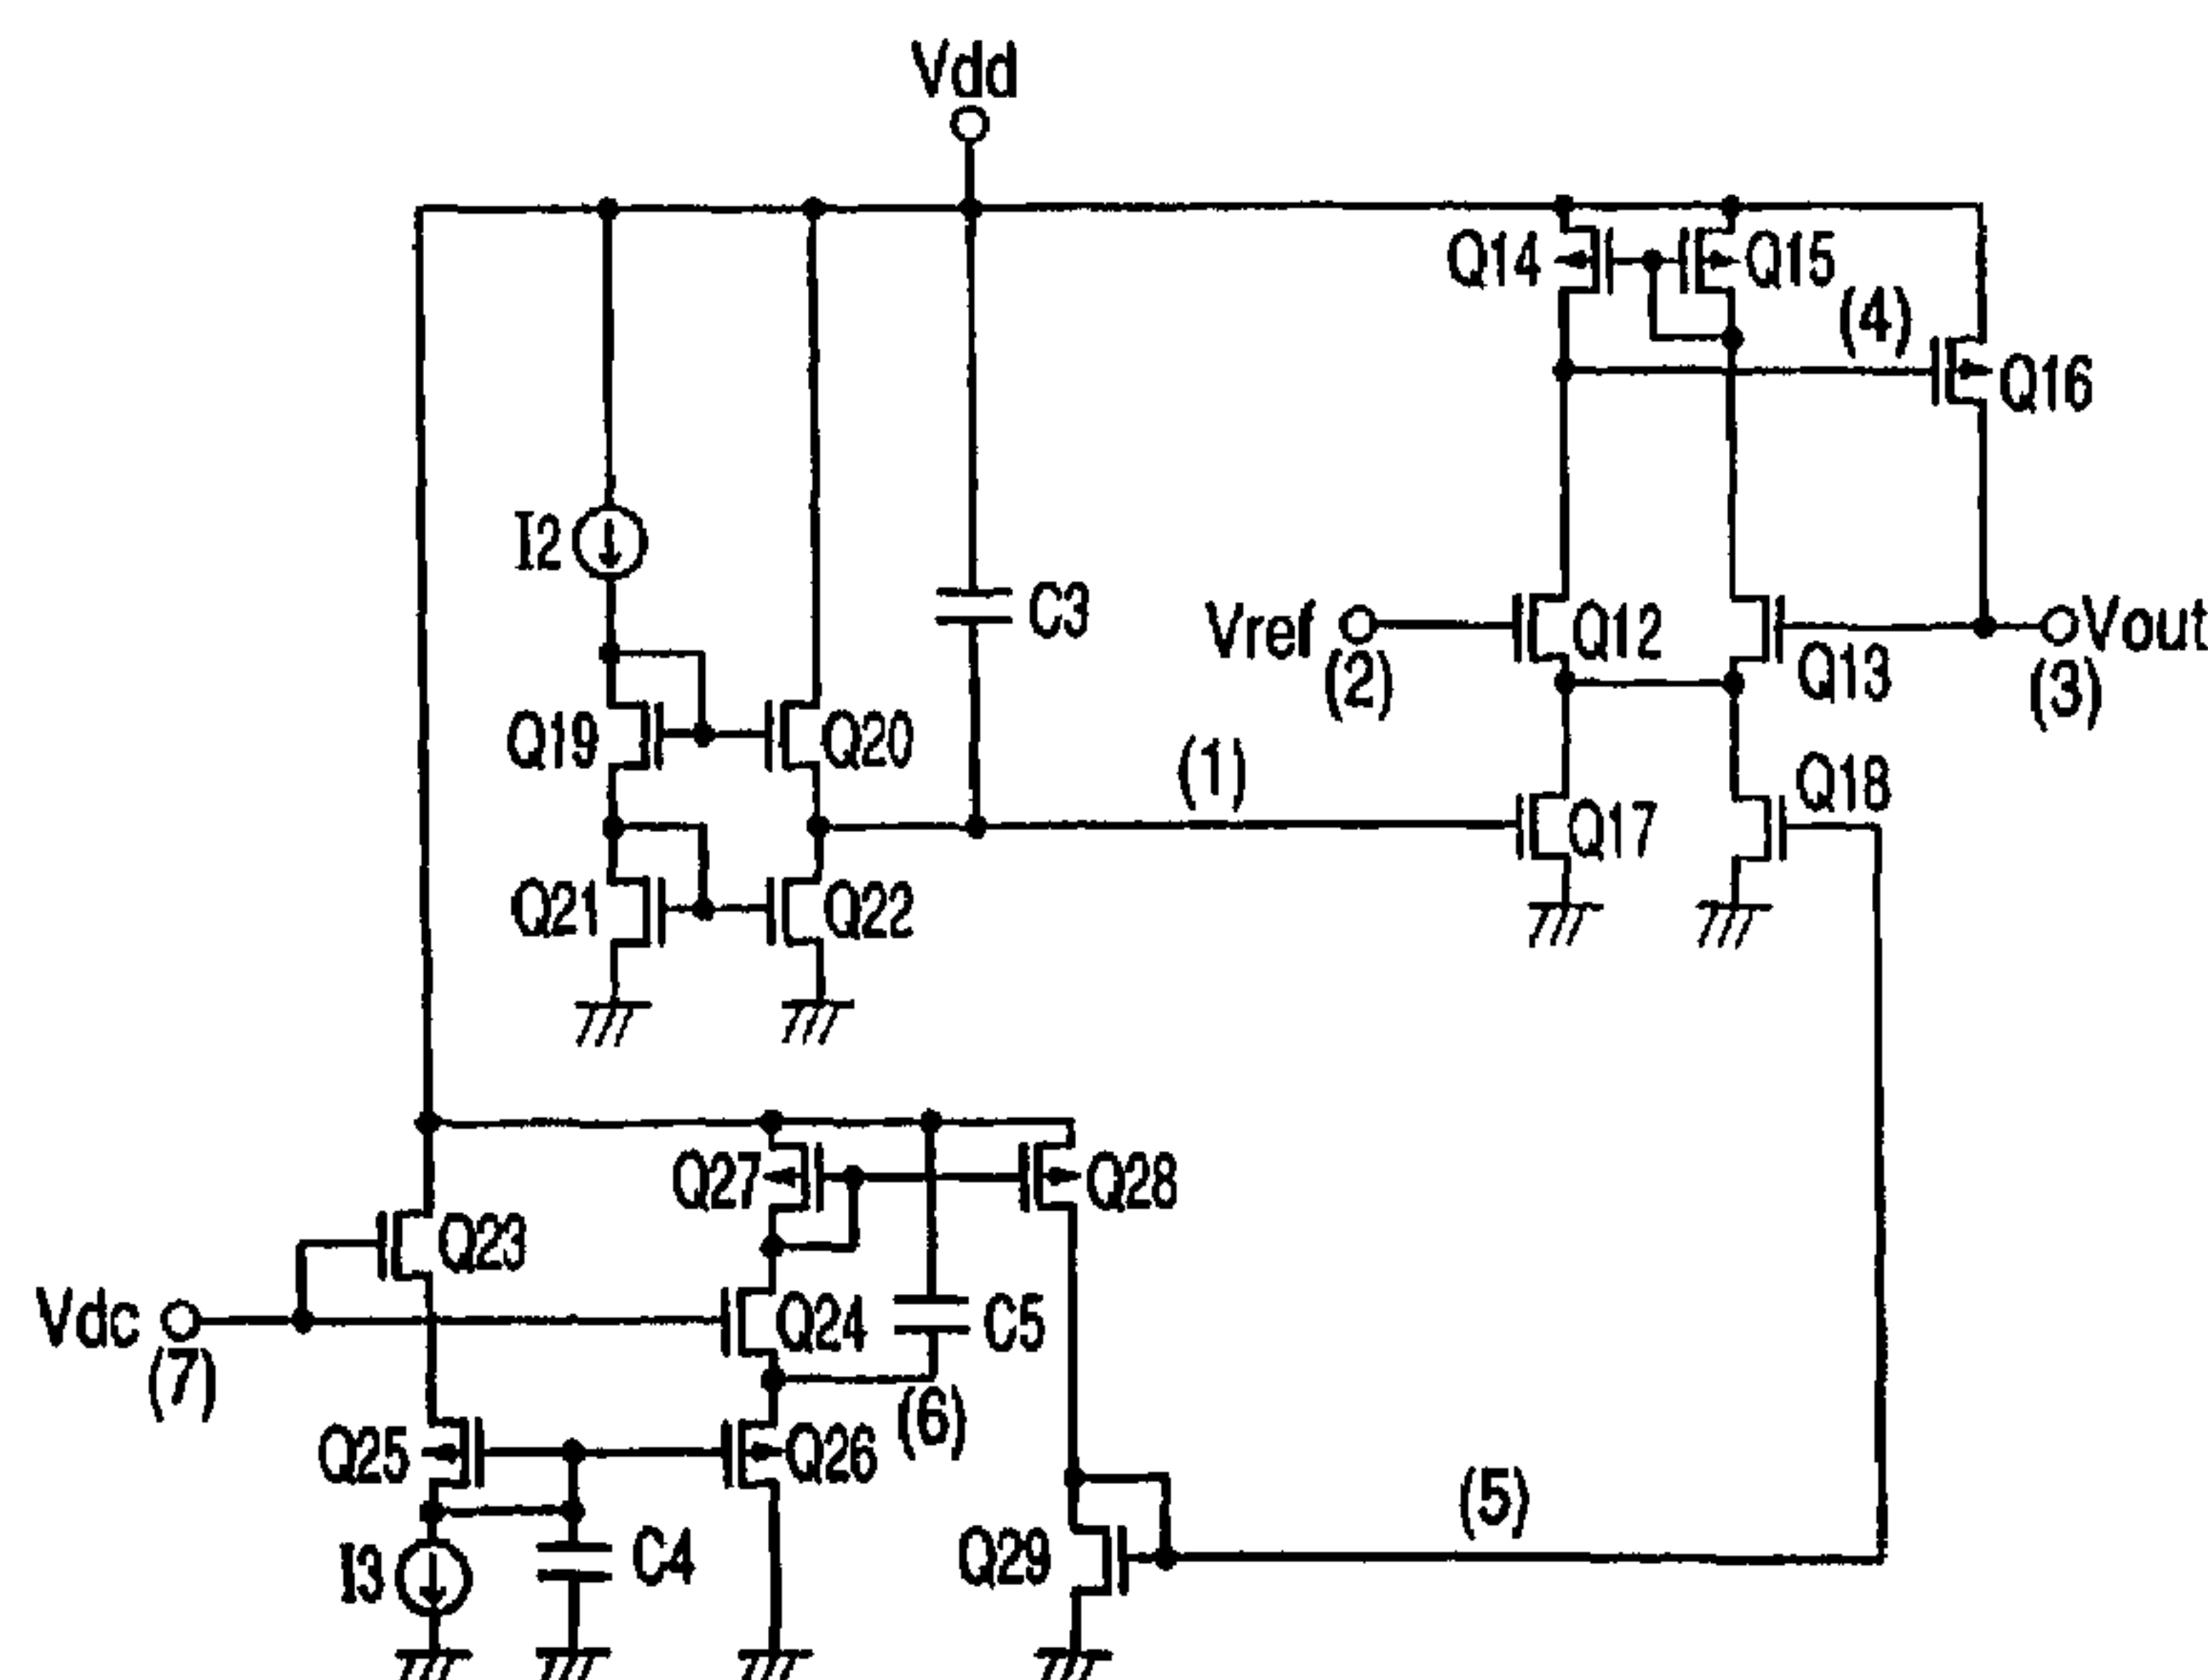 Vdd
Q14
Q15
(4)
Q16
I2
C3
Vref
(2)
Q12
Q13
Vout
(3)
Q19
Q20
(1)
Q17
Q18
Q21
Q22
Q27
Q28
Q23
Vdc
(7)
Q24
C5
(6)
Q25
Q26
(5)
I3
C4
Q29